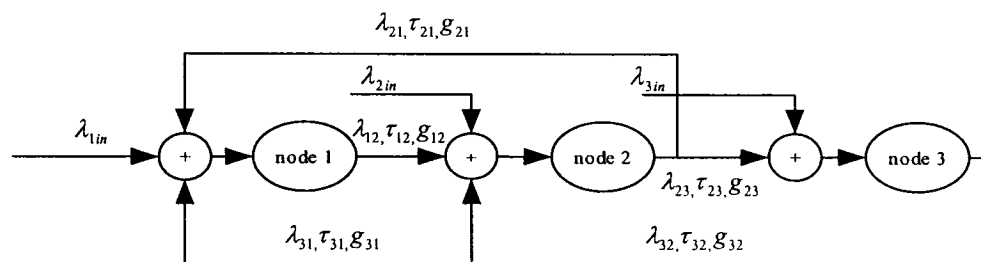 λ21, τ21, g21
λ2in
λ3in
λ1in
+
node 1
λ12, τ12, g12
+
node 2
+
node 3
λ23, τ23, g23
λ31, τ31, g31
λ32, τ32, g32